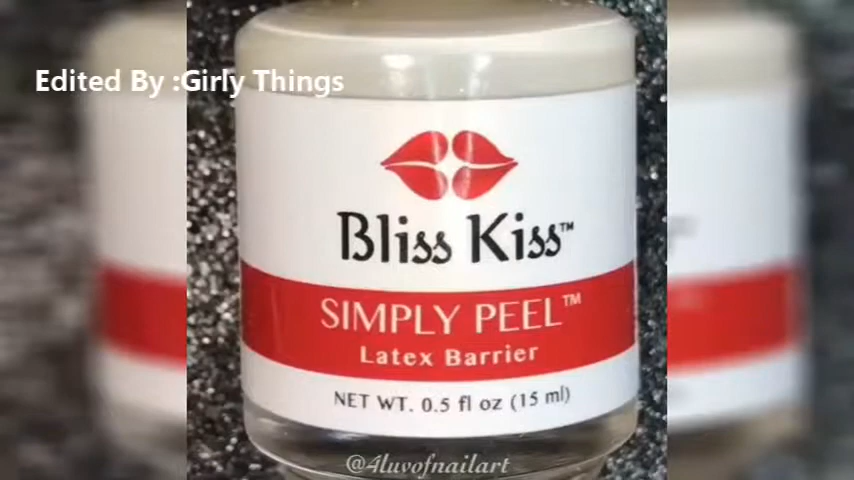 Edited By :Girly Things
Bliss Kiss™
SIMPLY PEEL™
Latex Barrier
NET WT. 0.5 fl oz (15 ml)
@4luvofnailart